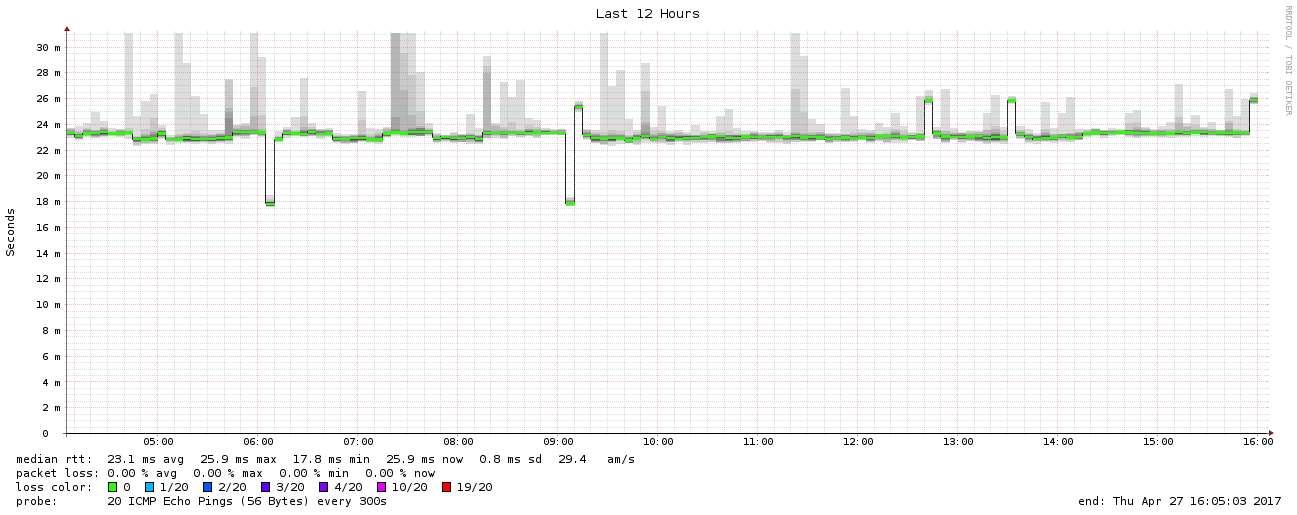 Last 12 Hours
RRDTOOL / TOBI OETIKER
Seconds
30 m
28 m
26 m
24 m
22 m
20 m
18 m
16 m
14 m
12 m
10 m
8 m
6 m
4 m
2 m
0
05:00 06:00 07:00 08:00 09:00 10:00 11:00 12:00 13:00 14:00 15:00 16:00
median rtt: 23.1 ms avg 25.9 ms max 17.8 ms min 25.9 ms now 0.8 ms sd 29.4 am/s
packet loss: 0.00 % avg 0.00 % max 0.00 % min 0.00 % now
loss color: 0 1/20 2/20 3/20 4/20 10/20 19/20
probe: 20 ICMP Echo Pings (56 Bytes) every 300s end: Thu Apr 27 16:05:03 2017